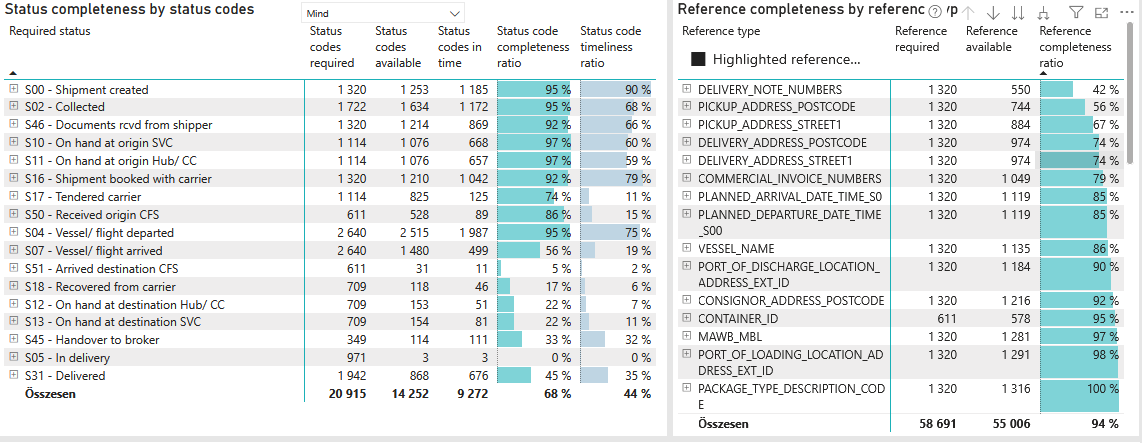 Status completeness by status codes
Mind
Required status
Status codes required
Status codes available
Status codes in time
Status code completeness ratio
Status code timeliness ratio
S00 - Shipment created 1 320 1 253 1 185 95 % 90 %
S02 - Collected 1 722 1 634 1 172 95 % 68 %
S46 - Documents rcvd from shipper 1 320 1 214 869 92 % 66 %
S10 - On hand at origin SVC 1 114 1 076 668 97 % 60 %
S11 - On hand at origin Hub/ CC 1 114 1 076 657 97 % 59 %
S16 - Shipment booked with carrier 1 320 1 210 1 042 92 % 79 %
S17 - Tendered carrier 1 114 825 125 74 % 11 %
S50 - Received origin CFS 611 528 89 86 % 15 %
S04 - Vessel/ flight departed 2 640 2 515 1 987 95 % 75 %
S07 - Vessel/ flight arrived 2 640 1 480 499 56 % 19 %
S51 - Arrived destination CFS 611 31 11 5 % 2 %
S18 - Recovered from carrier 709 118 46 17 % 6 %
S12 - On hand at destination Hub/ CC 709 153 51 22 % 7 %
S13 - On hand at destination SVC 709 154 81 22 % 11 %
S45 - Handover to broker 349 114 111 33 % 32 %
S05 - In delivery 971 3 3 0 % 0 %
S31 - Delivered 1 942 868 676 45 % 35 %
Összesen 20 915 14 252 9 272 68 % 44 %
Reference completeness by referenc yp
Reference type
Highlighted reference...
Reference required
Reference available
Reference completeness ratio
DELIVERY_NOTE_NUMBERS 1 320 550 42 %
PICKUP_ADDRESS_POSTCODE 1 320 744 56 %
PICKUP_ADDRESS_STREET1 1 320 884 67 %
DELIVERY_ADDRESS_POSTCODE 1 320 974 74 %
DELIVERY_ADDRESS_STREET1 1 320 974 74 %
COMMERCIAL_INVOICE_NUMBERS 1 320 1 049 79 %
PLANNED_ARRIVAL_DATE_TIME_S0 1 320 1 119 85 %
PLANNED_DEPARTURE_DATE_TIME 1 320 1 119 85 %
_S00
VESSEL_NAME 1 320 1 135 86 %
PORT_OF_DISCHARGE_LOCATION_ 1 320 1 184 90 %
ADDRESS_EXT_ID
CONSIGNOR_ADDRESS_POSTCODE 1 320 1 216 92 %
CONTAINER_ID 611 578 95 %
MAWB_MBL 1 320 1 281 97 %
PORT_OF_LOADING_LOCATION_AD 1 320 1 291 98 %
DRESS_EXT_ID
PACKAGE_TYPE_DESCRIPTION_COD 1 320 1 316 100 %
E
Összesen 58 691 55 006 94 %